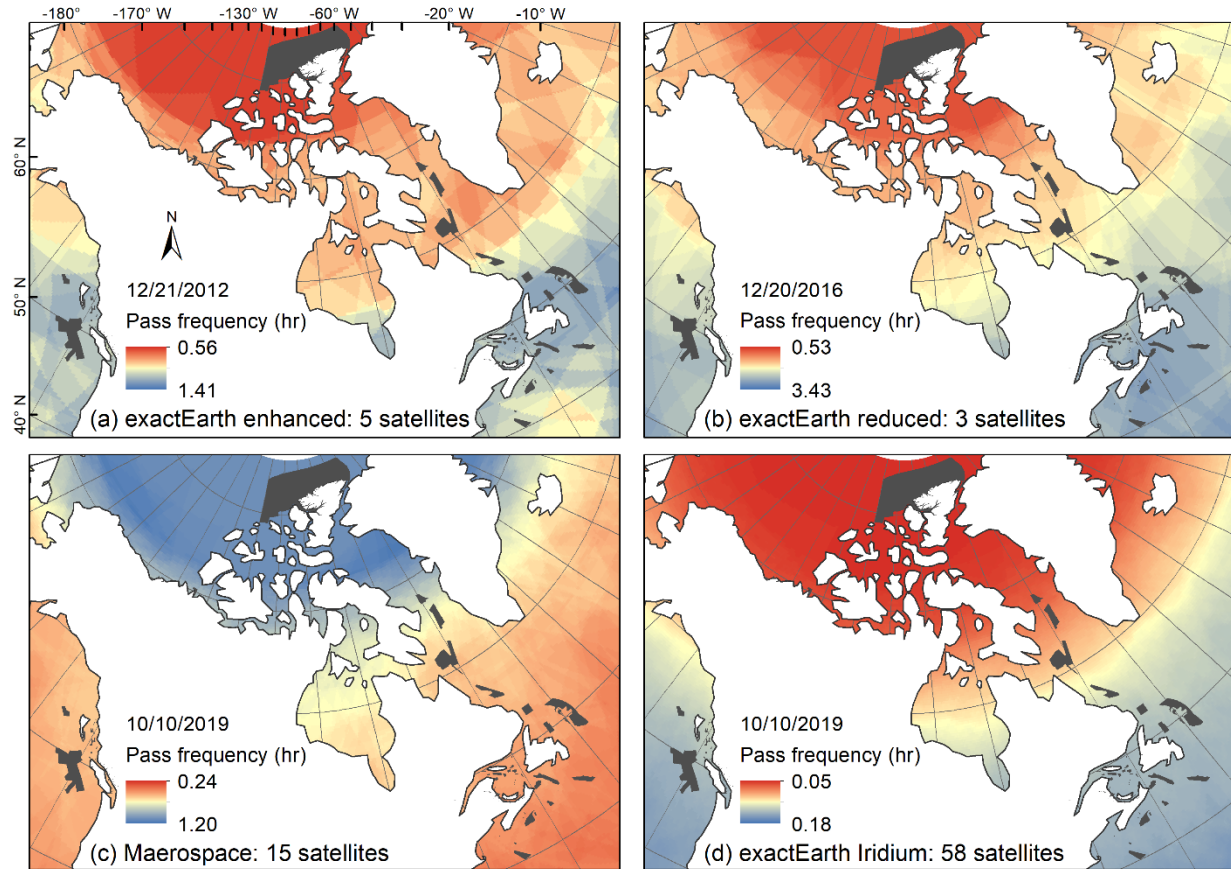 -180° -170° W -120° W -60° W -20° W -10° W
60° N
50° N
40° N
N
12/21/2012
Pass frequency (hr)
0.56
1.41
(a) exactEarth enhanced: 5 satellites
12/20/2016
Pass frequency (hr)
0.53
3.43
(b) exactEarth reduced: 3 satellites
10/10/2019
Pass frequency (hr)
0.24
1.20
(c) Maerospace: 15 satellites
10/10/2019
Pass frequency (hr)
0.05
0.18
(d) exactEarth Iridium: 58 satellites